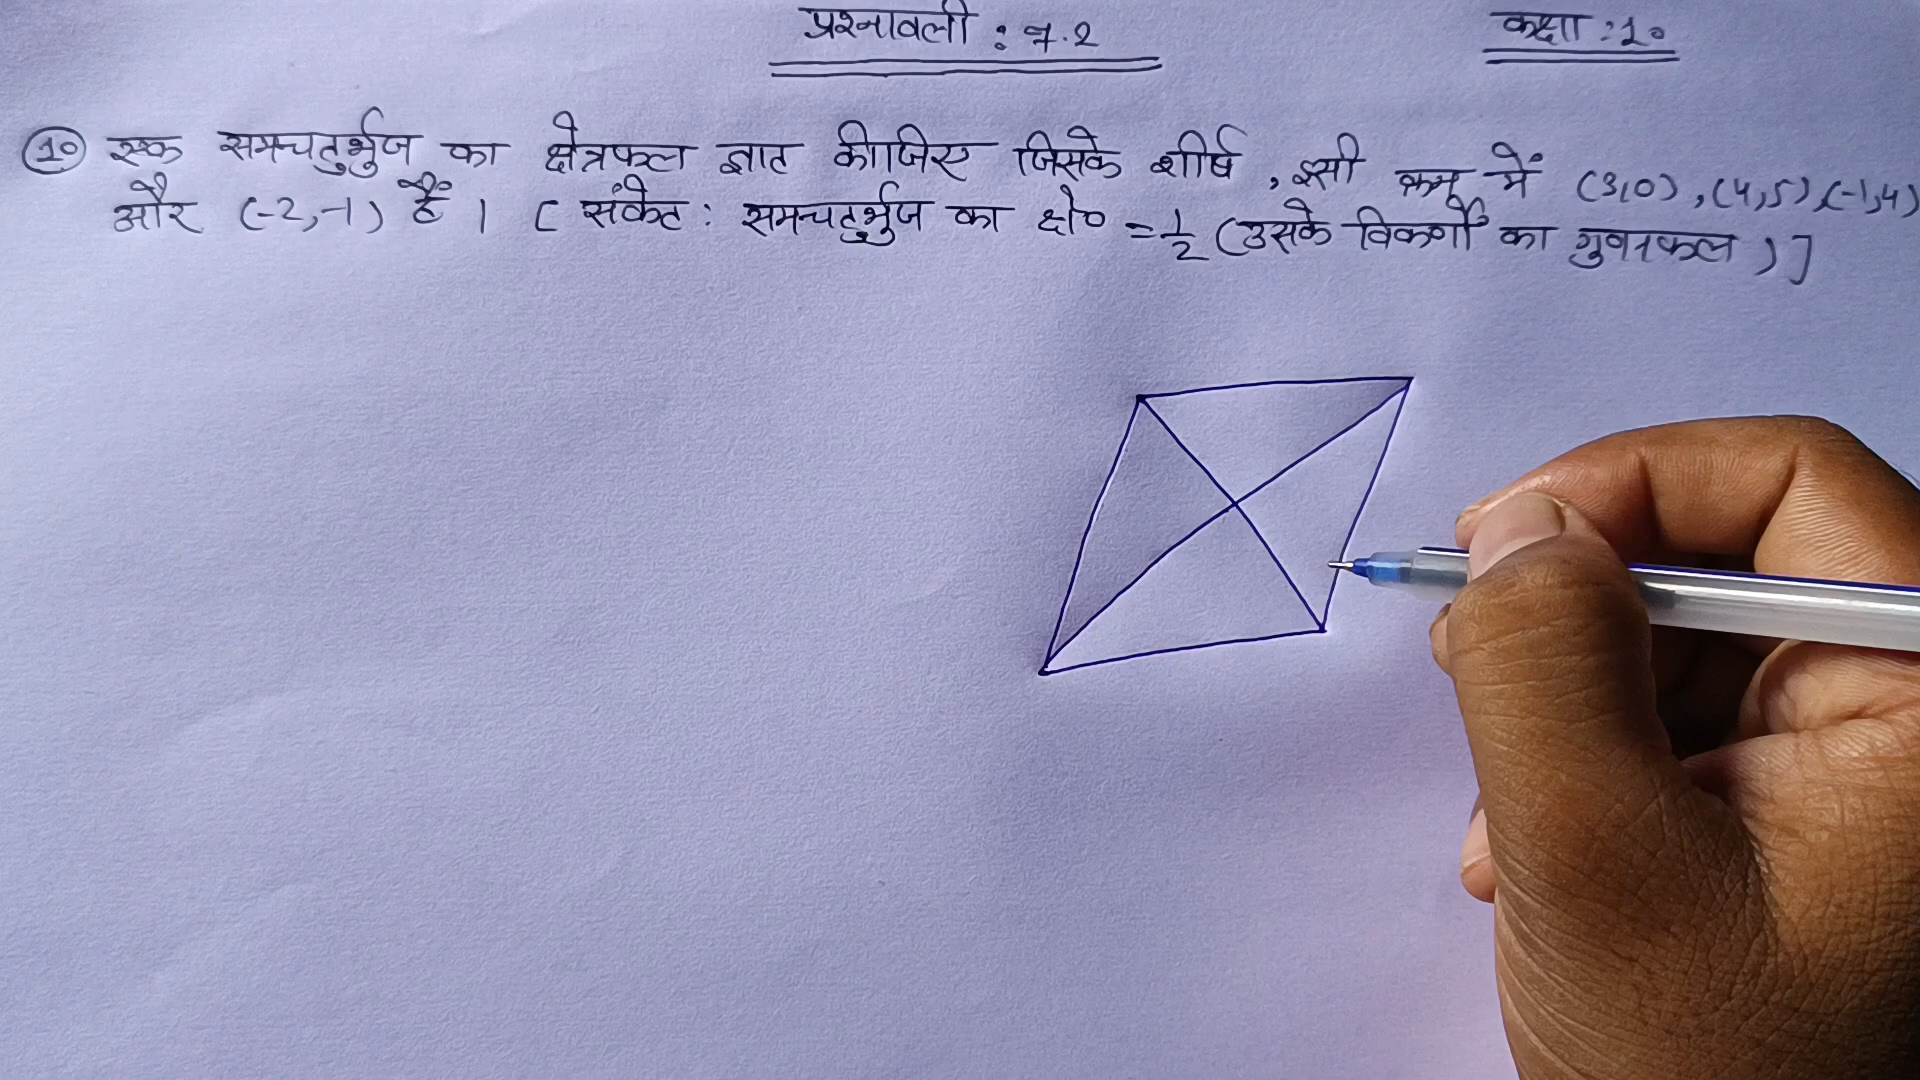 प्रश्नावली : 7.2
कक्षा : 10
(10) एक समचतुर्भुज का क्षेत्रफल ज्ञात कीजिए जिसके शीर्ष, इसी क्रम में (3,0), (4,5), (-1,4)
और (-2,-1) हैं । [ संकेत : समचतुर्भुज का क्षे० = 1/2 (उसके विकर्णों का गुणनफल ) ]